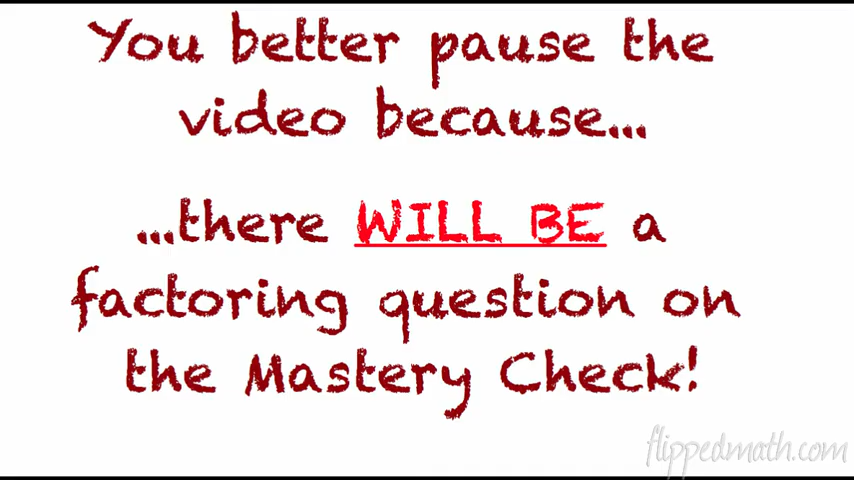 You better pause the
video because...
...there WILL BE a
factoring question on
the Mastery Check!
flippedmath.com